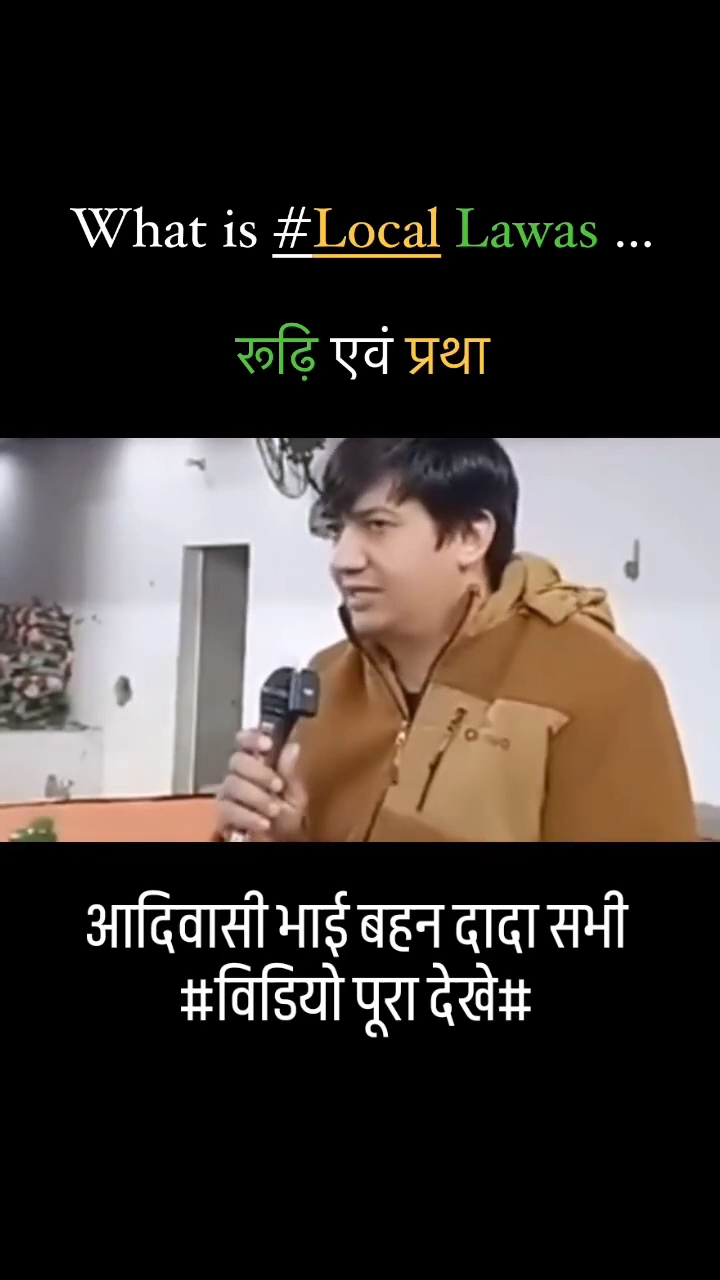 What is #Local Lawas ...
रूढ़ि एवं प्रथा
आदिवासी भाई बहन दादा सभी
#विडियो पूरा देखे#